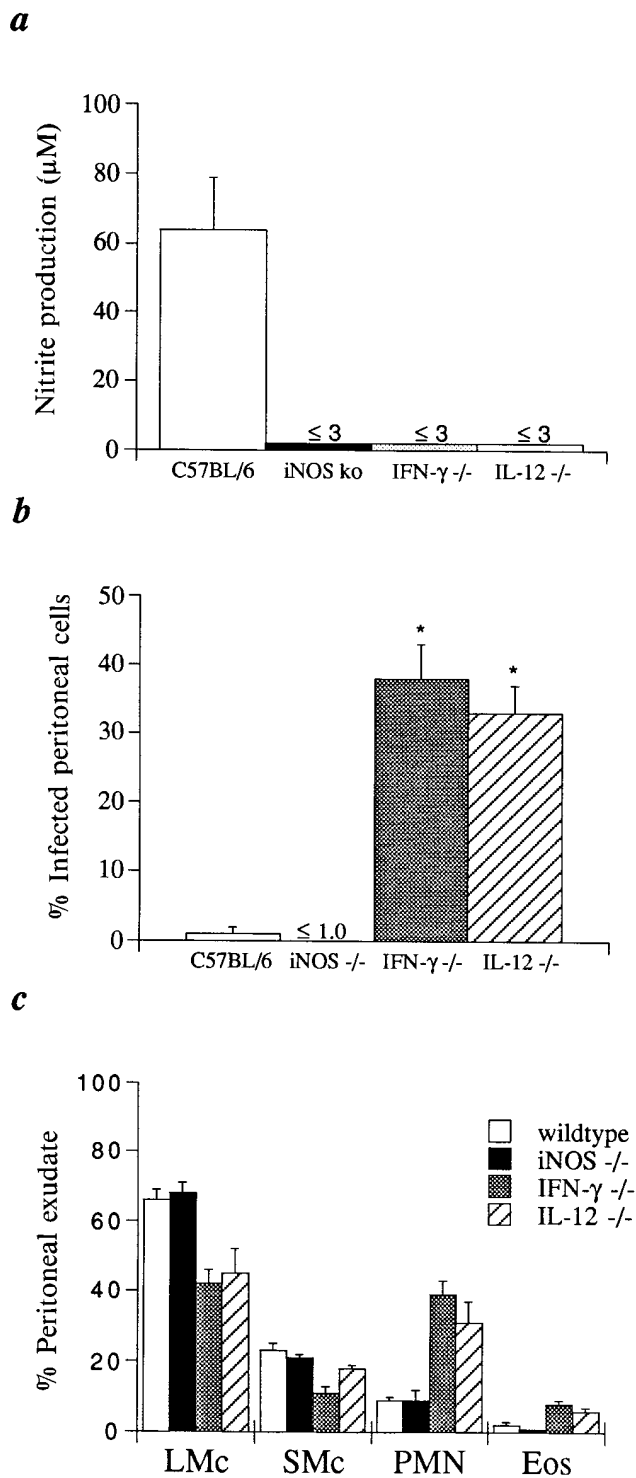 a
Nitrite production (µM)
100
80
60
40
20
0
≤ 3
≤ 3
≤ 3
C57BL/6
iNOS ko
IFN-γ -/-
IL-12 -/-
b
% Infected peritoneal cells
50
40
30
20
10
0
≤ 1.0
*
*
C57BL/6
iNOS -/-
IFN-γ -/-
IL-12 -/-
c
% Peritoneal exudate
100
80
60
40
20
0
wildtype
iNOS -/-
IFN-γ -/-
IL-12 -/-
LMc
SMc
PMN
Eos